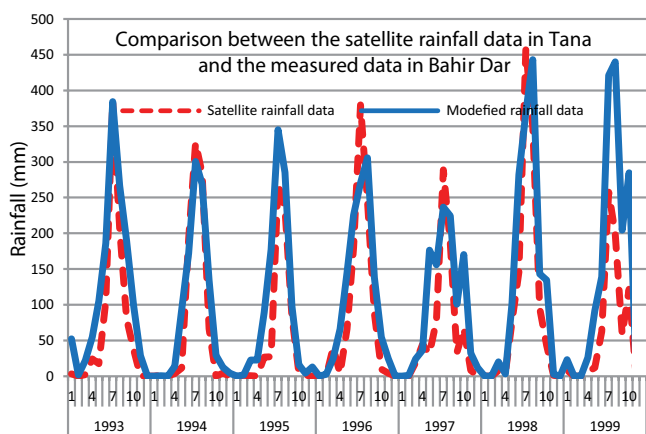 Comparison between the satellite rainfall data in Tana
and the measured data in Bahir Dar
Satellite rainfall data Modefied rainfall data
Rainfall (mm)
500
450
400
350
300
250
200
150
100
50
0
1 4 7 10 1 4 7 10 1 4 7 10 1 4 7 10 1 4 7 10 1 4 7 10 1 4 7 10
1993 1994 1995 1996 1997 1998 1999